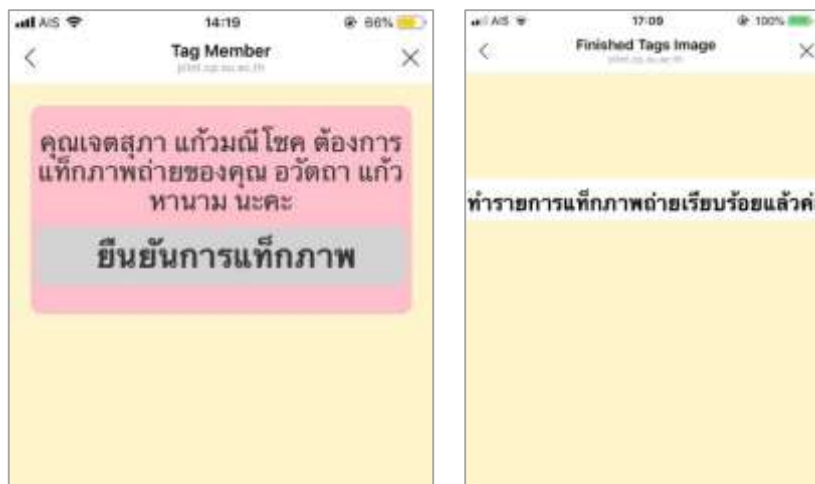 AIS 14:19 66%
Tag Member
คุณเจตสุภา แก้วมณีโชค ต้องการ
แท็กภาพถ่ายของคุณ อวัตถา แก้ว
หานาม นะคะ
ยืนยันการแท็กภาพ
AIS 17:09 100%
Finished Tags Image
ทำรายการแท็กภาพถ่ายเรียบร้อยแล้วค่